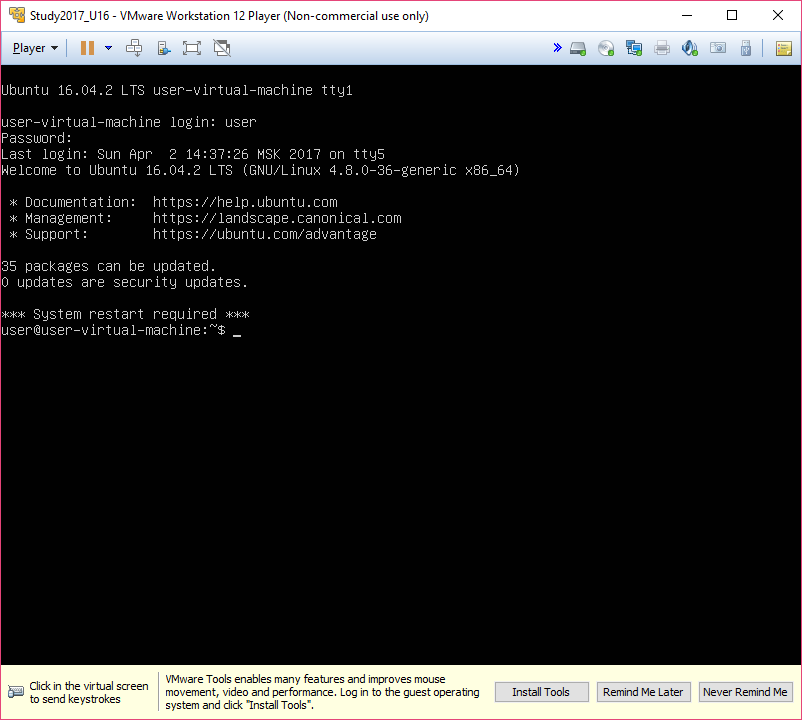 Study2017_U16 - VMware Workstation 12 Player (Non-commercial use only)
Player
Ubuntu 16.04.2 LTS user-virtual-machine tty1
user-virtual-machine login: user
Password:
Last login: Sun Apr  2 14:37:26 MSK 2017 on tty5
Welcome to Ubuntu 16.04.2 LTS (GNU/Linux 4.8.0-36-generic x86_64)
 * Documentation:  https://help.ubuntu.com
 * Management:     https://landscape.canonical.com
 * Support:        https://ubuntu.com/advantage
35 packages can be updated.
0 updates are security updates.
*** System restart required ***
user@user-virtual-machine:~$ _
Click in the virtual screen
to send keystrokes
VMware Tools enables many features and improves mouse
movement, video and performance. Log in to the guest operating
system and click "Install Tools".
Install Tools
Remind Me Later
Never Remind Me